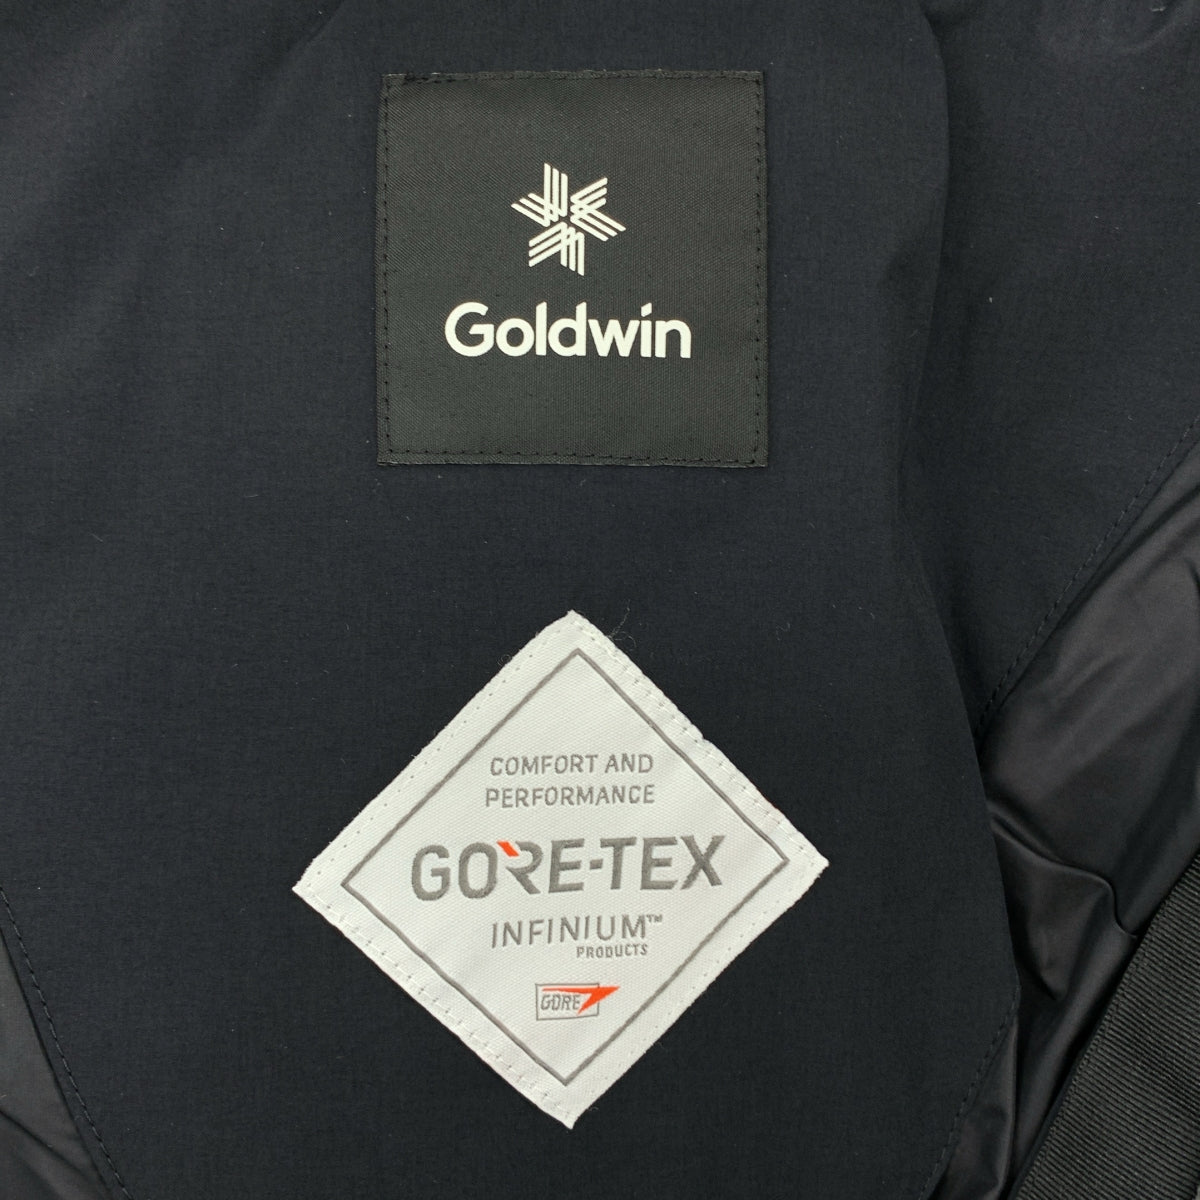 Goldwin
COMFORT AND
PERFORMANCE
GORE-TEX
INFINIUM™
PRODUCTS
GORE